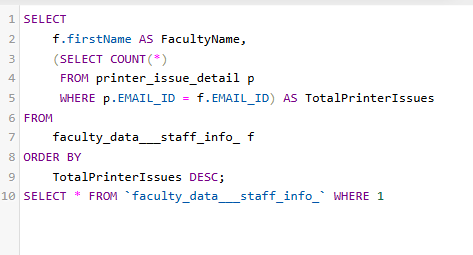 1 SELECT
2 f.firstName AS FacultyName,
3 (SELECT COUNT(*)
4 FROM printer_issue_detail p
5 WHERE p.EMAIL_ID = f.EMAIL_ID) AS TotalPrinterIssues
6 FROM
7 faculty_data___staff_info_ f
8 ORDER BY
9 TotalPrinterIssues DESC;
10 SELECT * FROM `faculty_data___staff_info_` WHERE 1